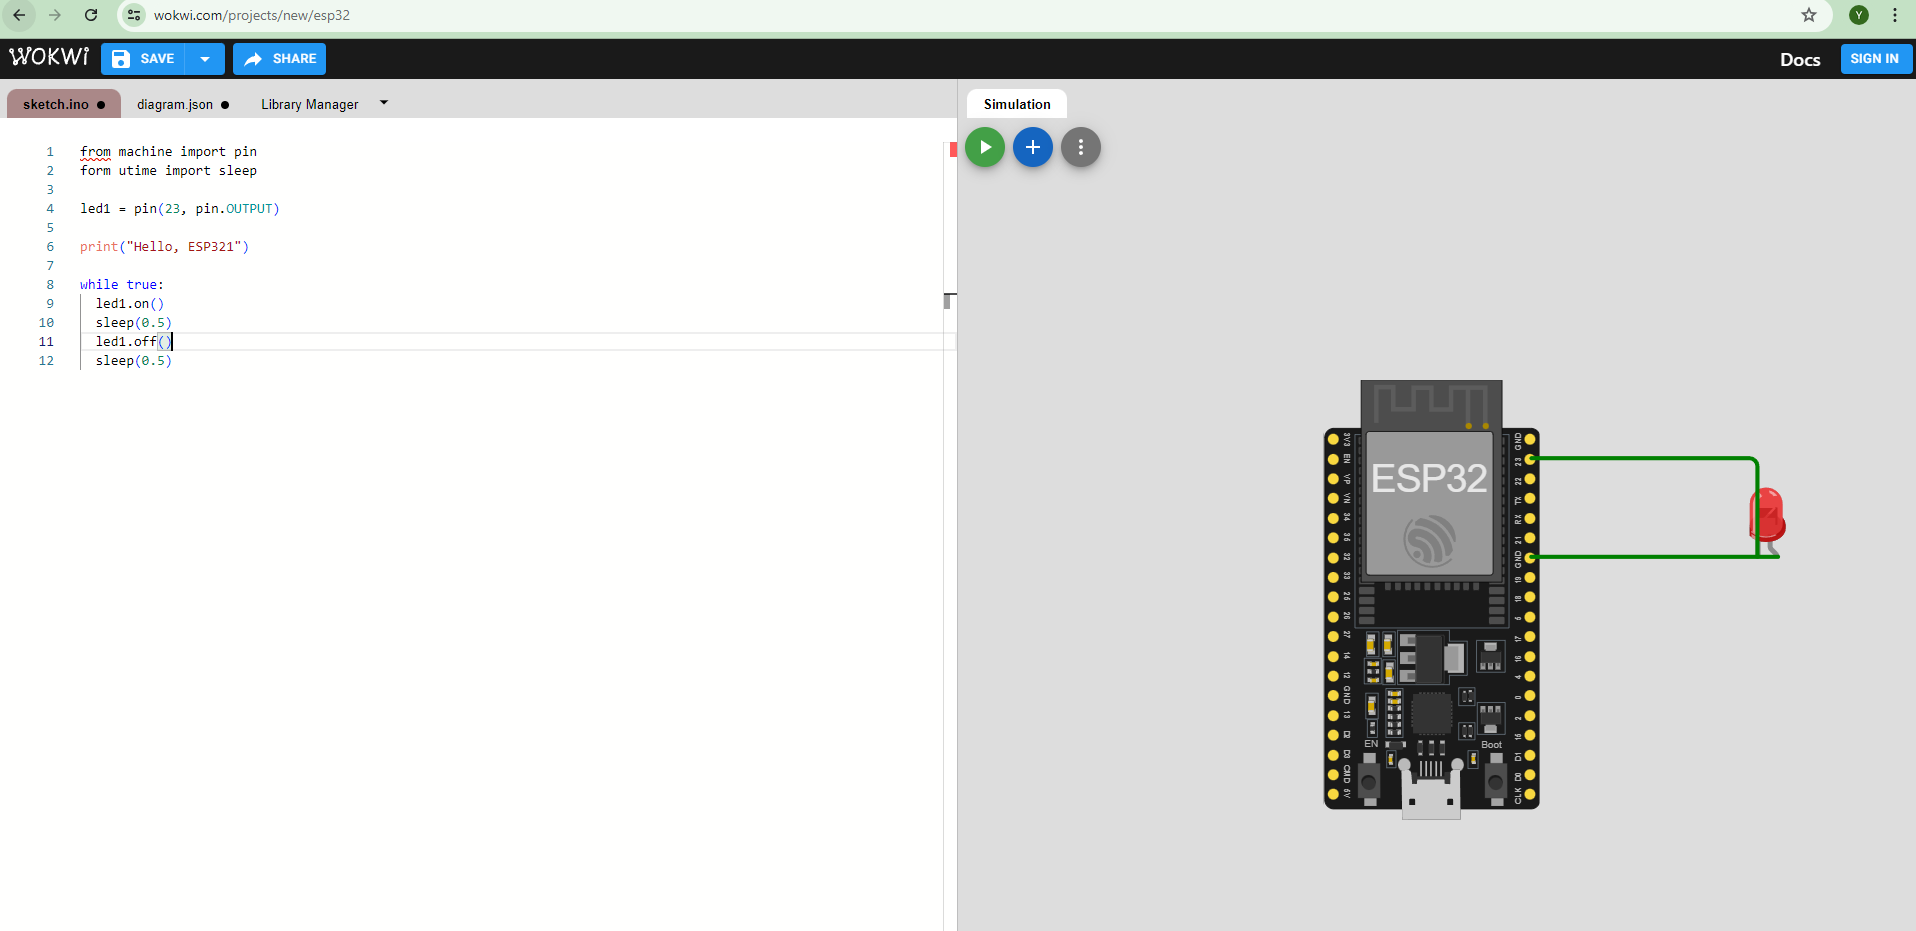 wokwi.com/projects/new/esp32
Y
WOKWi
SAVE
SHARE
Docs
SIGN IN
sketch.ino
diagram.json
Library Manager
Simulation
1 from machine import pin
2 form utime import sleep
3
4 led1 = pin(23, pin.OUTPUT)
5
6 print("Hello, ESP321")
7
8 while true:
9 led1.on()
10 sleep(0.5)
11 led1.off()
12 sleep(0.5)
ESP32
3V3
EN
VP
VN
34
35
32
33
25
26
27
14
12
GND
13
D2
D3
CMD
5V
GND
23
22
TX
RX
21
GND
19
18
5
17
16
4
0
2
15
D1
D0
CLK
EN
Boot